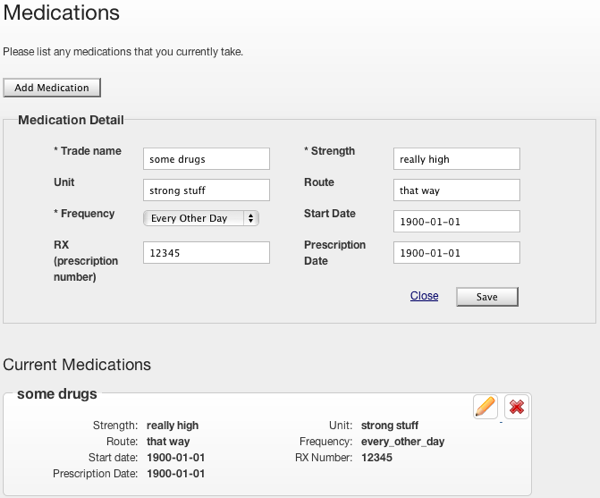 Medications
Please list any medications that you currently take.
Add Medication
Medication Detail
* Trade name some drugs * Strength really high
Unit strong stuff Route that way
* Frequency Every Other Day Start Date 1900-01-01
RX (prescription number) 12345 Prescription Date 1900-01-01
Close Save
Current Medications
some drugs
Strength: really high Unit: strong stuff
Route: that way Frequency: every_other_day
Start date: 1900-01-01 RX Number: 12345
Prescription Date: 1900-01-01